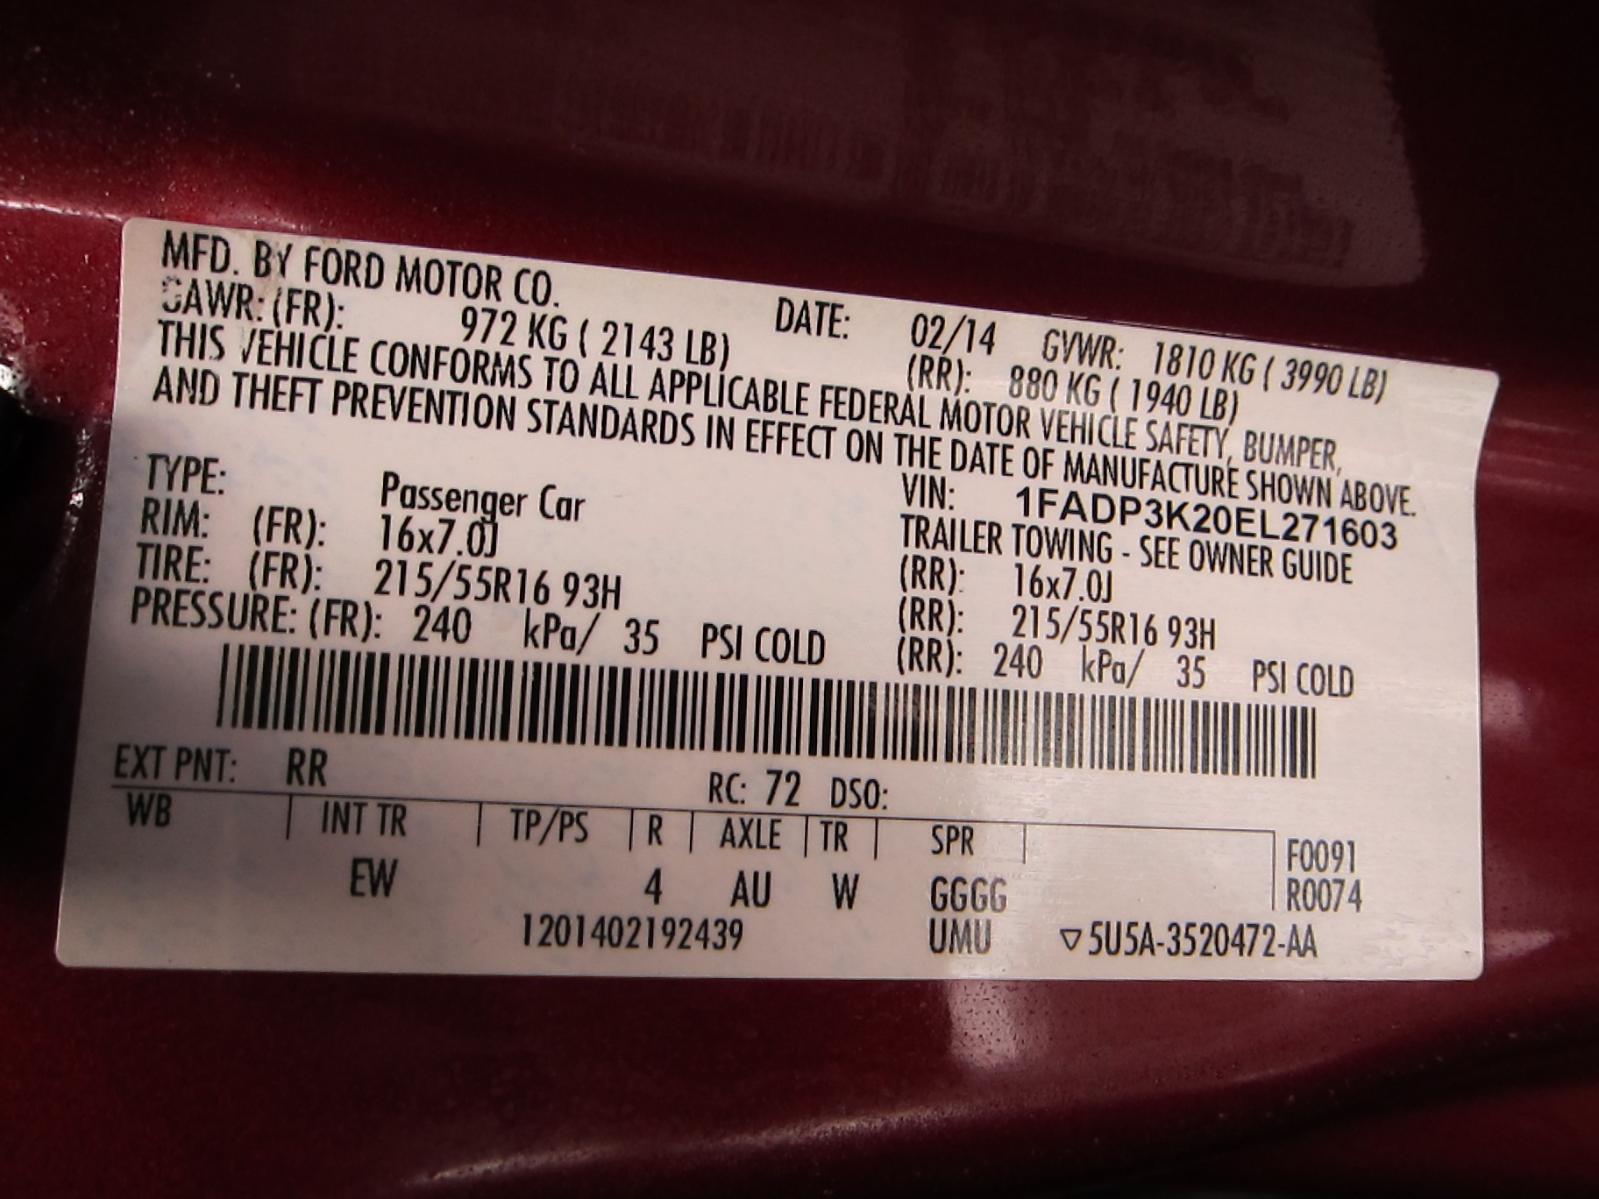 MFD. BY FORD MOTOR CO. DATE: 02/14 GVWR: 1810 KG ( 3990 LB)
GAWR: (FR): 972 KG ( 2143 LB) (RR): 880 KG ( 1940 LB)
THIS VEHICLE CONFORMS TO ALL APPLICABLE FEDERAL MOTOR VEHICLE SAFETY, BUMPER,
AND THEFT PREVENTION STANDARDS IN EFFECT ON THE DATE OF MANUFACTURE SHOWN ABOVE.
VIN: 1FADP3K20EL271603
TYPE: Passenger Car TRAILER TOWING - SEE OWNER GUIDE
RIM: (FR): 16x7.0J (RR): 16x7.0J
TIRE: (FR): 215/55R16 93H (RR): 215/55R16 93H
PRESSURE: (FR): 240 kPa/ 35 PSI COLD (RR): 240 kPa/ 35 PSI COLD
EXT PNT: RR RC: 72 DSO:
WB INT TR TP/PS R AXLE TR SPR F0091
EW 4 AU W GGGG R0074
1201402192439 UMU ▽5U5A-3520472-AA